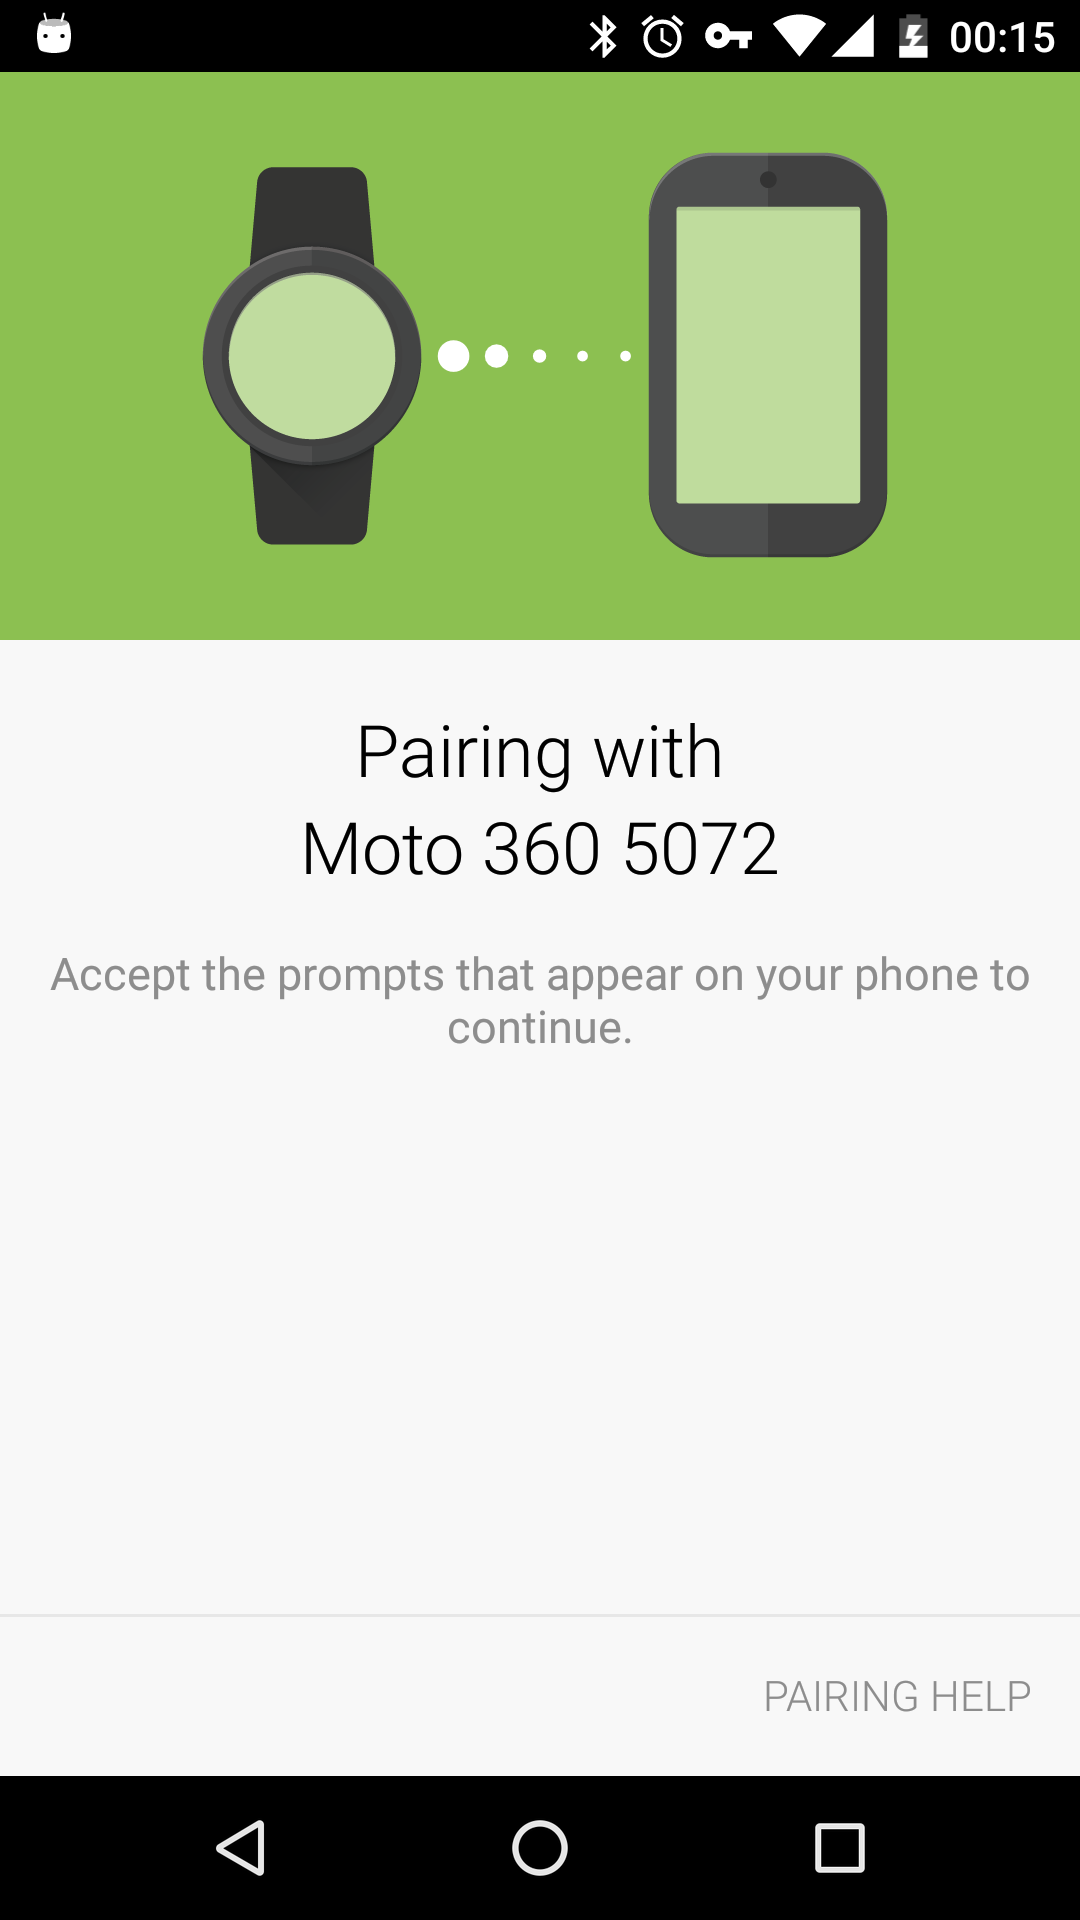 00:15
Pairing with
Moto 360 5072
Accept the prompts that appear on your phone to
continue.
PAIRING HELP